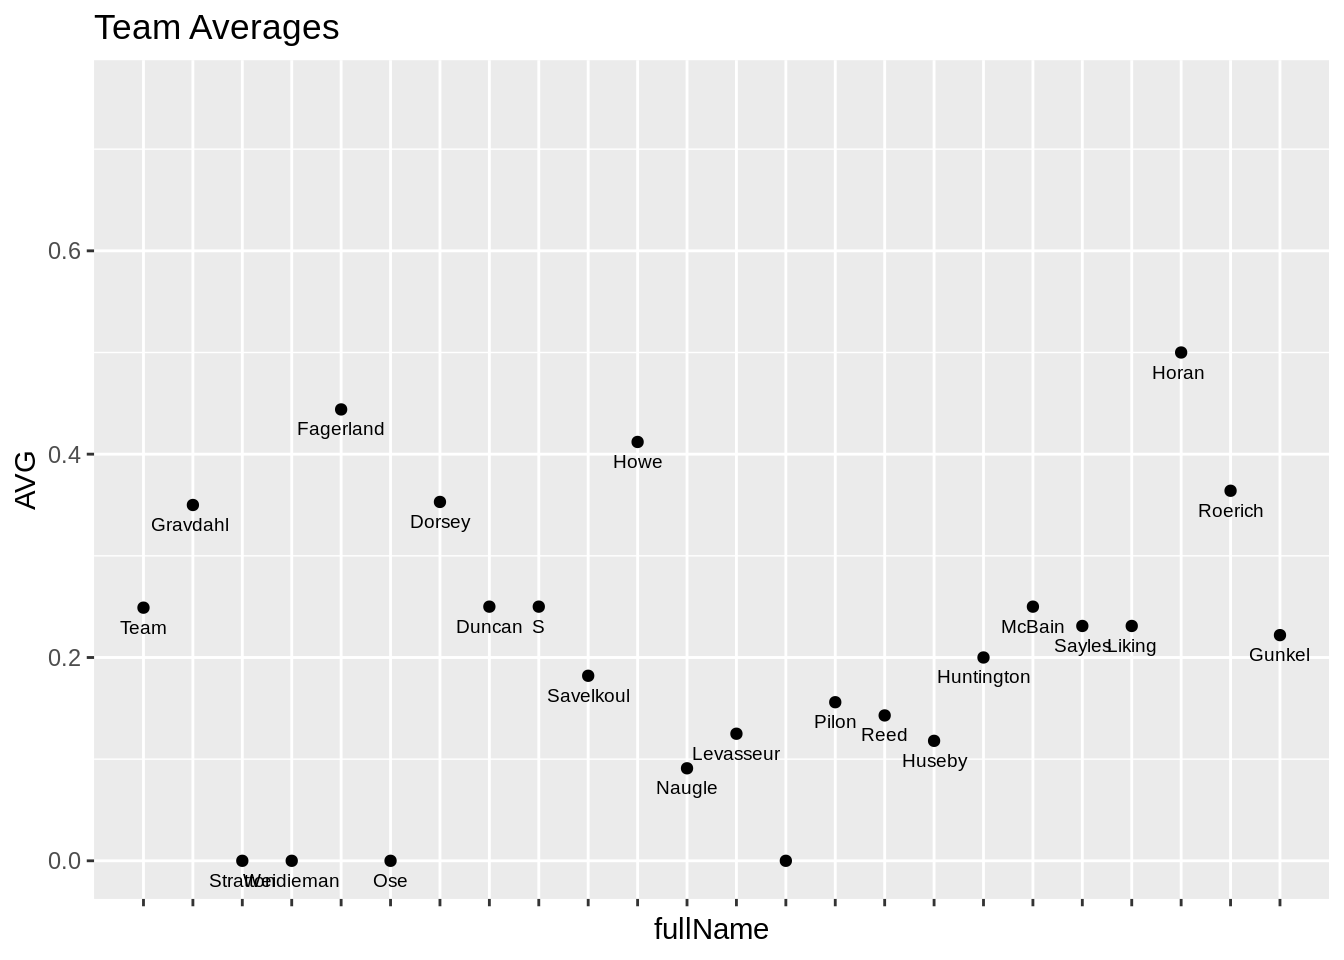 Team Averages
0.6
Horan
Fagerland
0.4
Howe
AVG
Roerich
Dorsey
Gravdahl
Team
Duncan
S
McBain
Sayles
Liking
0.2
Gunkel
Huntington
Savelkoul
Pilon
Reed
Levasseur
Huseby
Naugle
0.0
Ose
fullName